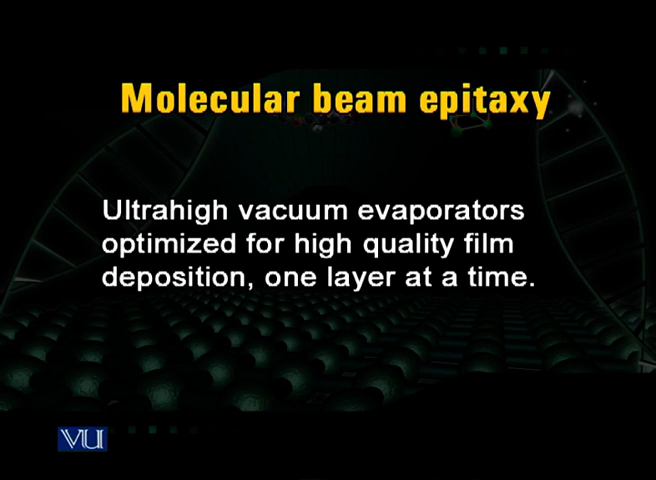 Molecular beam epitaxy
Ultrahigh vacuum evaporators
optimized for high quality film
deposition, one layer at a time.
VU